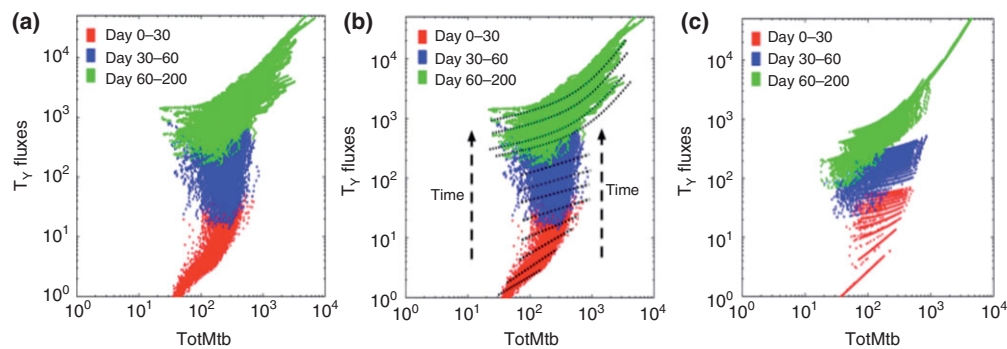 (a)
Day 0–30
Day 30–60
Day 60–200
Tγ fluxes
10⁴
10³
10²
10¹
10⁰
10⁰ 10¹ 10² 10³ 10⁴
TotMtb
(b)
Day 0–30
Day 30–60
Day 60–200
Tγ fluxes
10⁴
10³
10²
10¹
10⁰
Time
Time
10⁰ 10¹ 10² 10³ 10⁴
TotMtb
(c)
Day 0–30
Day 30–60
Day 60–200
Tγ fluxes
10⁴
10³
10²
10¹
10⁰
10⁰ 10¹ 10² 10³ 10⁴
TotMtb